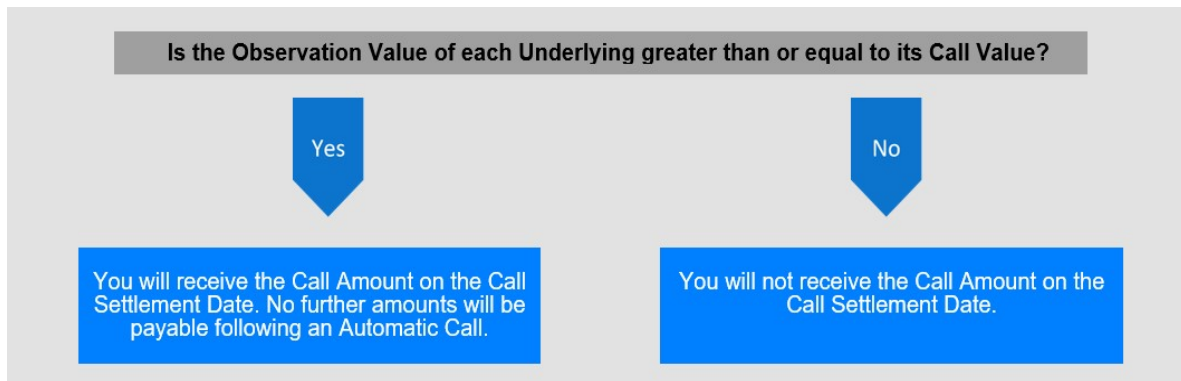 Is the Observation Value of each Underlying greater than or equal to its Call Value?
Yes
No
You will receive the Call Amount on the Call
Settlement Date. No further amounts will be
payable following an Automatic Call.
You will not receive the Call Amount on the
Call Settlement Date.